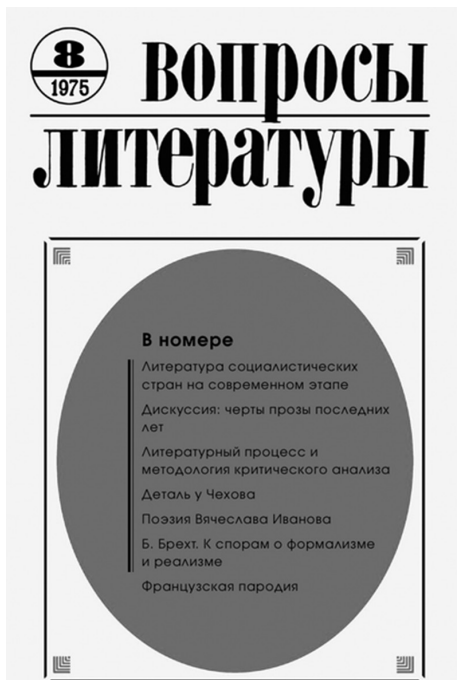 8
1975
вопросы
литературы
В номере
Литература социалистических
стран на современном этапе
Дискуссия: черты прозы последних
лет
Литературный процесс и
методология критического анализа
Деталь у Чехова
Поэзия Вячеслава Иванова
Б. Брехт. К спорам о формализме
и реализме
Французская пародия